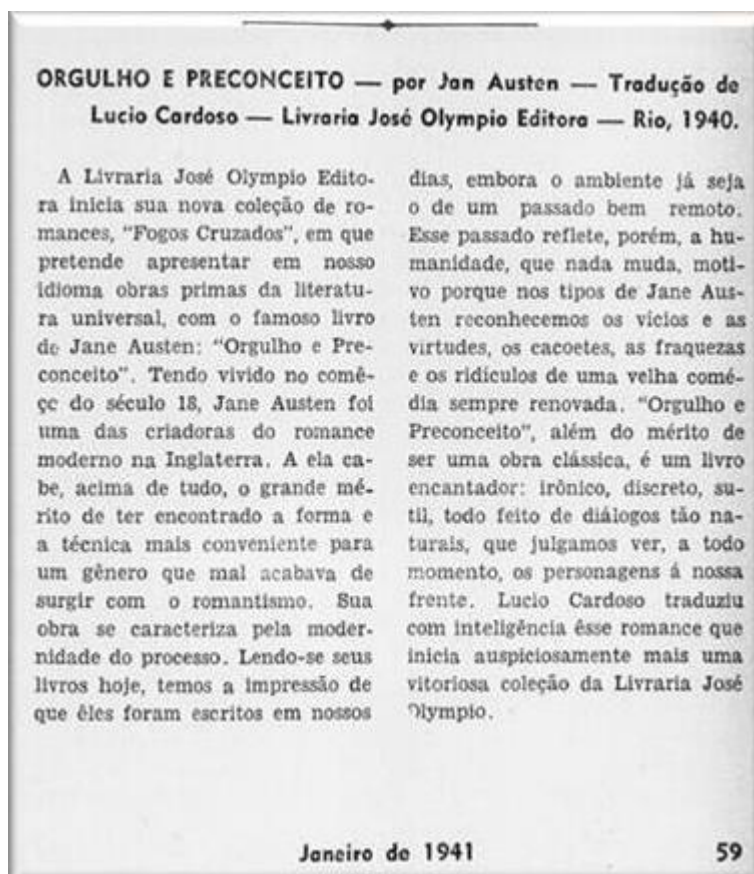 ORGULHO E PRECONCEITO — por Jan Austen — Tradução de
Lucio Cardoso — Livraria José Olympio Editora — Rio, 1940.
A Livraria José Olympio Edito-
ra inicia sua nova coleção de ro-
mances, "Fogos Cruzados", em que
pretende apresentar em nosso
idioma obras primas da literatu-
ra universal, com o famoso livro
de Jane Austen: "Orgulho e Pre-
conceito". Tendo vivido no comê-
ço do século 18, Jane Austen foi
uma das criadoras do romance
moderno na Inglaterra. A ela ca-
be, acima de tudo, o grande mé-
rito de ter encontrado a forma e
a técnica mais conveniente para
um gênero que mal acabava de
surgir com o romantismo. Sua
obra se caracteriza pela moder-
nidade do processo. Lendo-se seus
livros hoje, temos a impressão de
que êles foram escritos em nossos
dias, embora o ambiente já seja
o de um passado bem remoto.
Esse passado reflete, porém, a hu-
manidade, que nada muda, moti-
vo porque nos tipos de Jane Aus-
ten reconhecemos os vicios e as
virtudes, os cacoetes, as fraquezas
e os ridiculos de uma velha comé-
dia sempre renovada. "Orgulho e
Preconceito", além do mérito de
ser uma obra clássica, é um livro
encantador: irônico, discreto, su-
til, todo feito de diálogos tão na-
turais, que julgamos ver, a todo
momento, os personagens á nossa
frente. Lucio Cardoso traduziu
com inteligência êsse romance que
inicia auspiciosamente mais uma
vitoriosa coleção da Livraria José
Olympio.
Janeiro de 1941 59